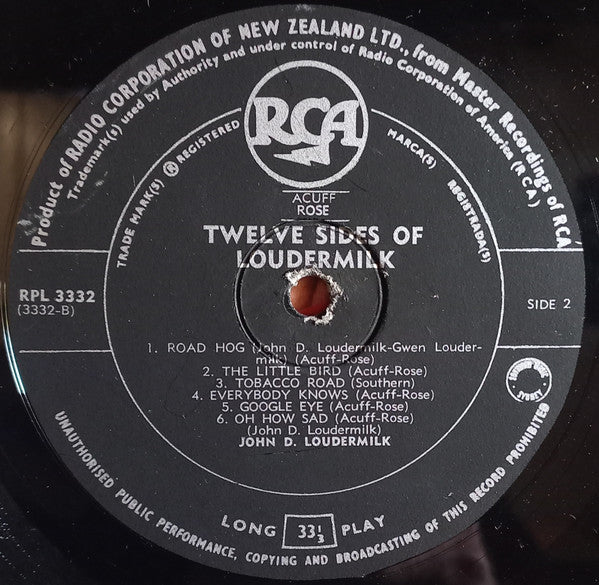 Product of RADIO CORPORATION OF NEW ZEALAND LTD., from Master Recordings of RCA
Trademark(s) used by Authority and under control of Radio Corporation of America (RCA)
TRADE MARK(S) ® REGISTERED
MARCA(S) REGISTRADA(S)
RCA
ACUFF
ROSE
TWELVE SIDES OF
LOUDERMILK
RPL 3332
(3332-B)
SIDE 2
1. ROAD HOG (John D. Loudermilk-Gwen Louder-
milk) (Acuff-Rose)
2. THE LITTLE BIRD (Acuff-Rose)
3. TOBACCO ROAD (Southern)
4. EVERYBODY KNOWS (Acuff-Rose)
5. GOOGLE EYE (Acuff-Rose)
6. OH HOW SAD (Acuff-Rose)
(John D. Loudermilk)
JOHN D. LOUDERMILK
LONG 33⅓ PLAY
UNAUTHORISED PUBLIC PERFORMANCE, COPYING AND BROADCASTING OF THIS RECORD PROHIBITED